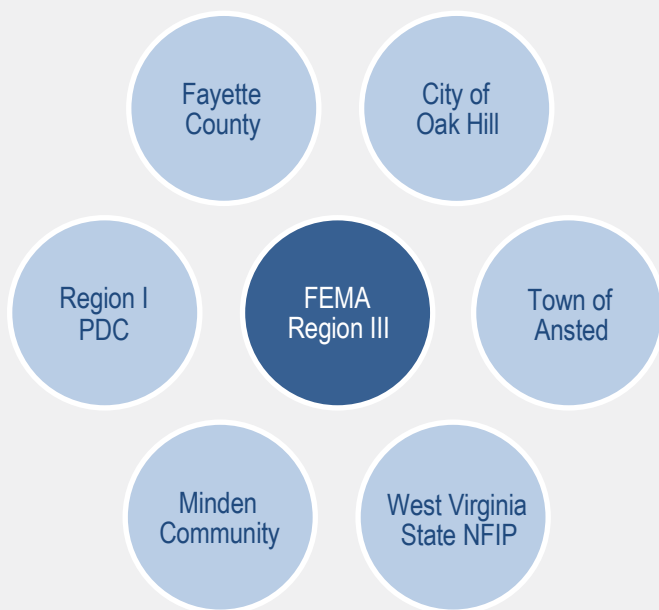 Fayette
County
City of
Oak Hill
Region I
PDC
FEMA
Region III
Town of
Ansted
Minden
Community
West Virginia
State NFIP